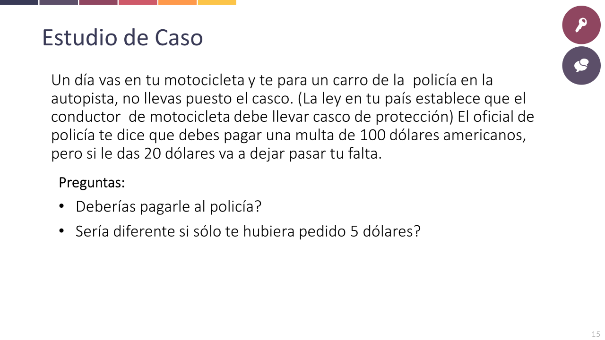 Estudio de Caso
Un día vas en tu motocicleta y te para un carro de la policía en la
autopista, no llevas puesto el casco. (La ley en tu país establece que el
conductor de motocicleta debe llevar casco de protección) El oficial de
policía te dice que debes pagar una multa de 100 dólares americanos,
pero si le das 20 dólares va a dejar pasar tu falta.
Preguntas:
• Deberías pagarle al policía?
• Sería diferente si sólo te hubiera pedido 5 dólares?
15